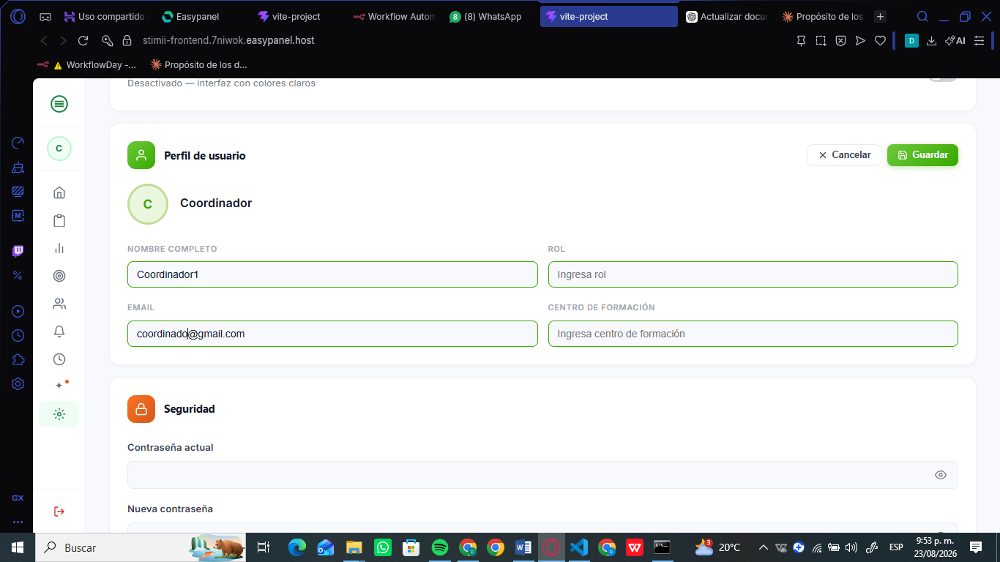 Uso compartido
Easypanel
vite-project
Workflow Autom
8
(8) WhatsApp
vite-project
Actualizar docu
Propósito de los
stimii-frontend.7niwok.easypanel.host
D
AI
WorkflowDay -...
Propósito de los d...
Desactivado — interfaz con colores claros
C
Perfil de usuario
Cancelar
Guardar
C
Coordinador
NOMBRE COMPLETO
ROL
Coordinador1
Ingresa rol
EMAIL
CENTRO DE FORMACIÓN
coordinado@gmail.com
Ingresa centro de formación
Seguridad
Contraseña actual
Nueva contraseña
M
GX
Buscar
3
20°C
ESP
9:53 p. m.
23/08/2026